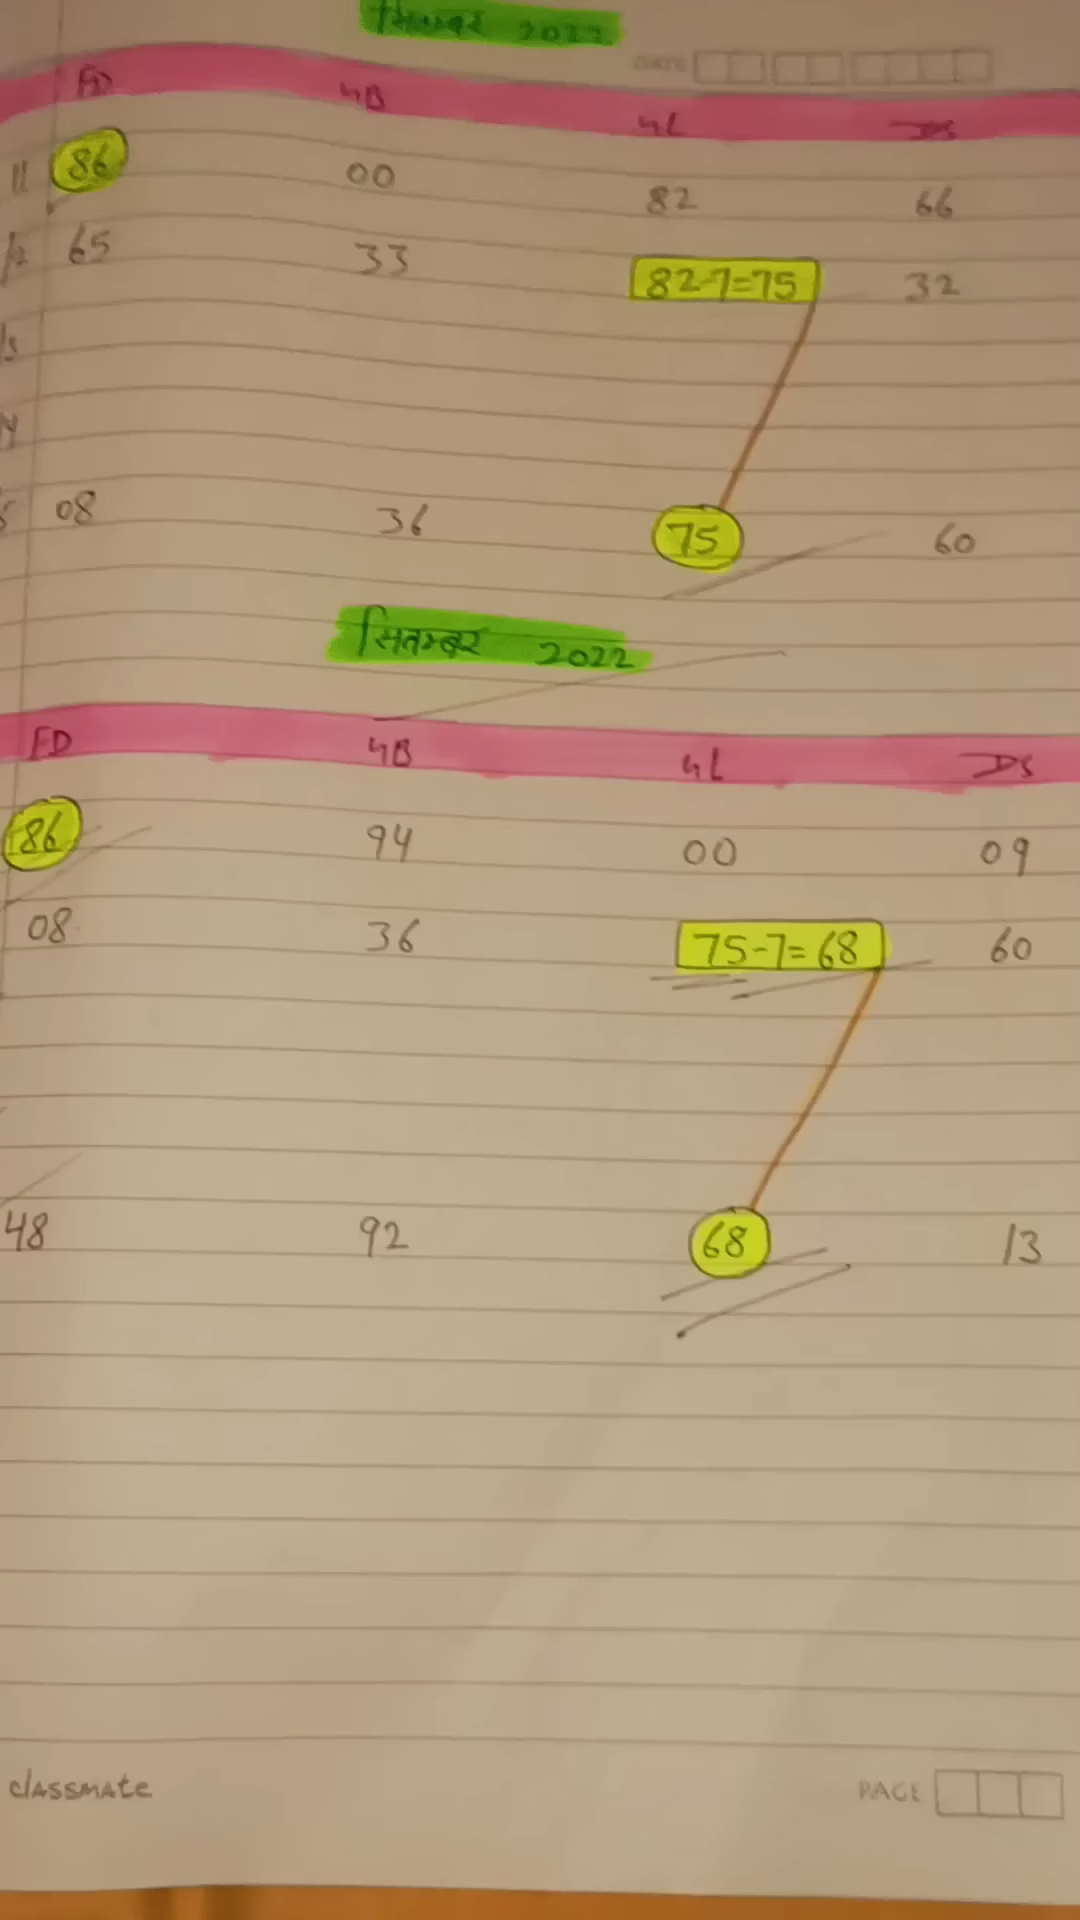 सितम्बर 2022
DATE
FD GB GL DS
11 86 00 82 66
65 33 82-7=75 32
08 36 75 60
सितम्बर 2022
FD GB GL DS
86 94 00 09
08 36 75-7=68 60
48 92 68 13
classmate
PAGE